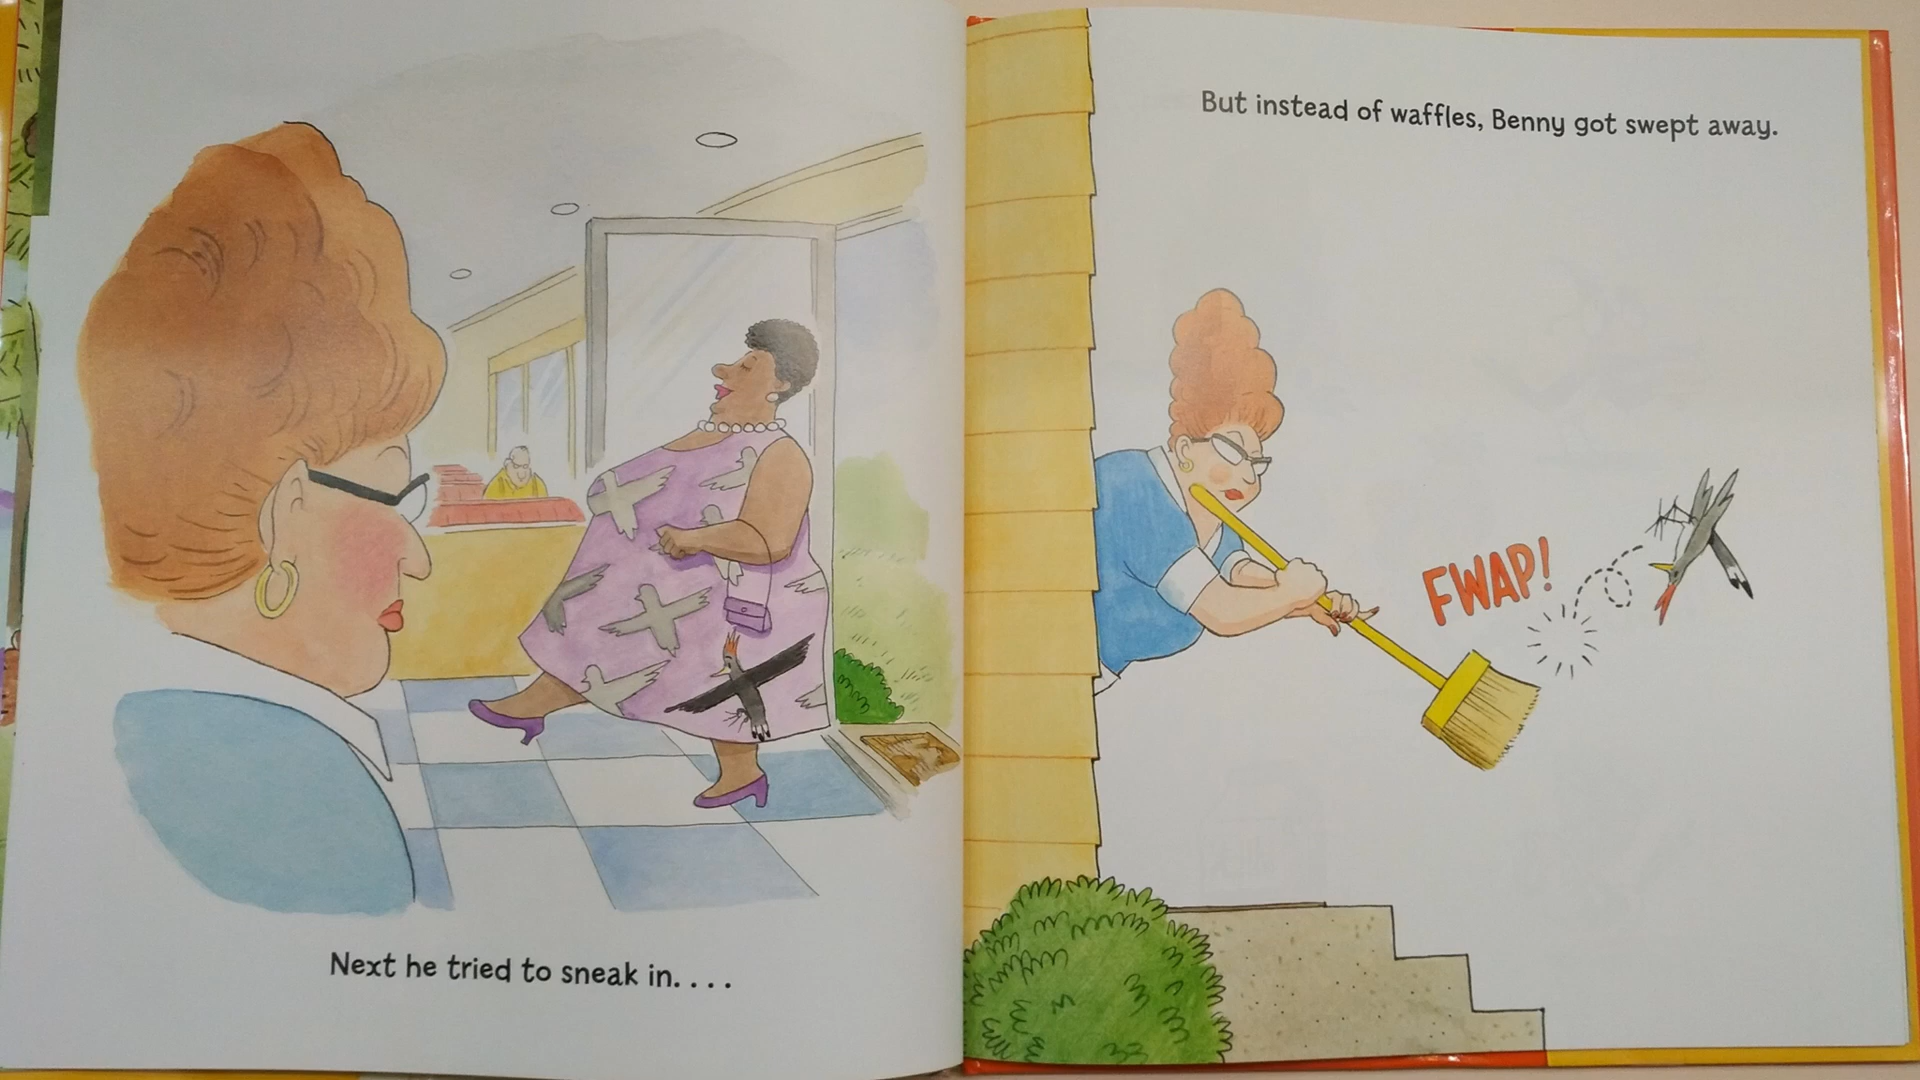 Next he tried to sneak in. . . .
But instead of waffles, Benny got swept away.
FWAP!